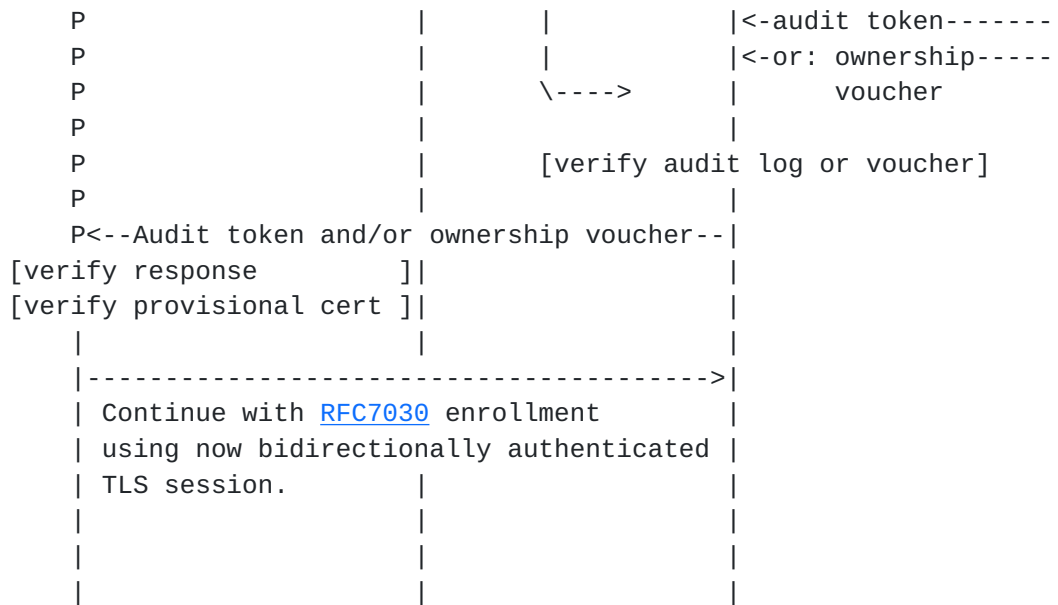 P                     |       |           |<-audit token-------
P                     |       |           |<-or: ownership-----
P                     |       \---->      |      voucher
P                     |                   |
P                     |       [verify audit log or voucher]
P                     |                   |
P<--Audit token and/or ownership voucher--|
[verify response         ]|                   |
[verify provisional cert ]|                   |
|                     |                   |
|---------------------------------------->|
| Continue with RFC7030 enrollment        |
| using now bidirectionally authenticated |
| TLS session.        |                   |
|                     |                   |
|                     |                   |
|                     |                   |